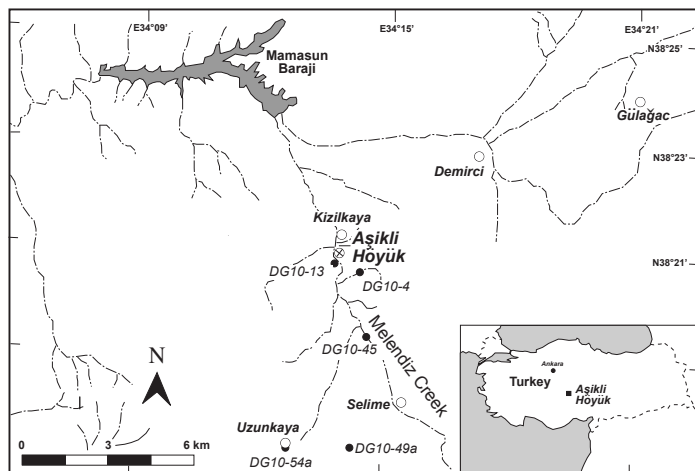 E34°09'
E34°15'
E34°21'
N38°25'
Mamasun
Baraji
Gülağac
Demirci
N38°23'
Kizilkaya
Aşikli
Höyük
DG10-13
DG10-4
N38°21'
Melendiz Creek
DG10-45
N
Ankara
Turkey
Aşikli
Höyük
Selime
Uzunkaya
DG10-49a
DG10-54a
0 3 6 km